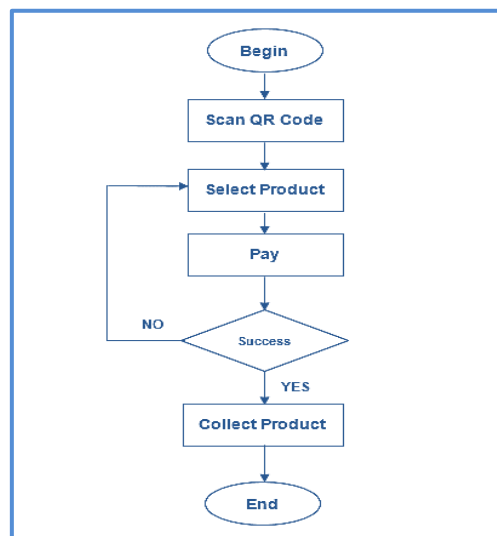 Begin
Scan QR Code
Select Product
Pay
NO
Success
YES
Collect Product
End